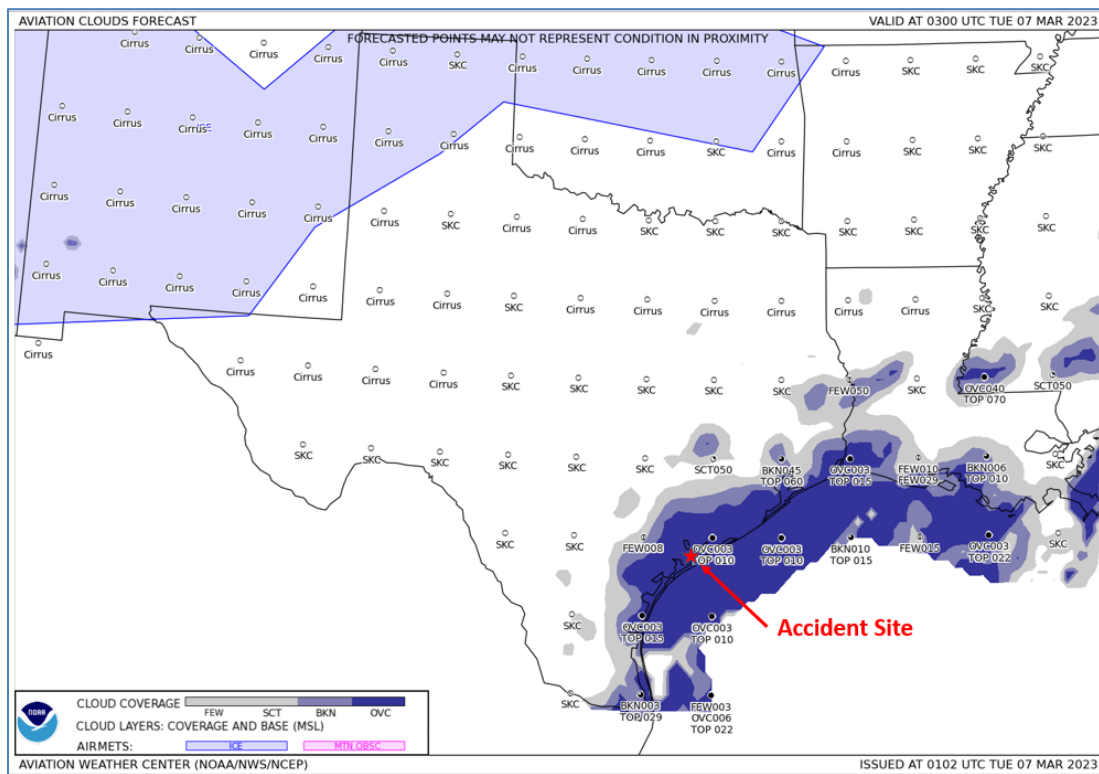 AVIATION CLOUDS FORECAST VALID AT 0300 UTC TUE 07 MAR 2023
FORECASTED POINTS MAY NOT REPRESENT CONDITION IN PROXIMITY
Cirrus Cirrus Cirrus Cirrus Cirrus SKC Cirrus Cirrus Cirrus Cirrus Cirrus Cirrus SKC SKC SKC
Cirrus Cirrus Cirrus ICE Cirrus Cirrus Cirrus Cirrus Cirrus Cirrus Cirrus SKC Cirrus SKC SKC SKC
Cirrus Cirrus Cirrus Cirrus Cirrus Cirrus SKC Cirrus Cirrus SKC SKC SKC SKC SKC SKC SKC
Cirrus Cirrus Cirrus Cirrus Cirrus Cirrus Cirrus SKC Cirrus Cirrus Cirrus Cirrus Cirrus Cirrus SKC SKC
Cirrus Cirrus Cirrus Cirrus Cirrus SKC SKC SKC SKC SKC FEW050 SKC OVC040 SCT050
TOP 070
SKC SKC SKC SKC SKC SKC SCT050 BKN045 OVC003 FEW010 BKN006 SKC
TOP 060 TOP 015 FEW029 TOP 010
SKC SKC FEW008 OVC003 OVC003 BKN010 FEW015 OVC003 SKC
TOP 010 TOP 010 TOP 015 TOP 022
SKC OVC003 OVC003
TOP 015 TOP 010
Accident Site
SKC BKN003 FEW003
TOP 029 OVC006
TOP 022
NOAA
CLOUD COVERAGE
FEW SCT BKN OVC
CLOUD LAYERS: COVERAGE AND BASE (MSL)
AIRMETS: ICE MTN OBSC
AVIATION WEATHER CENTER (NOAA/NWS/NCEP) ISSUED AT 0102 UTC TUE 07 MAR 2023